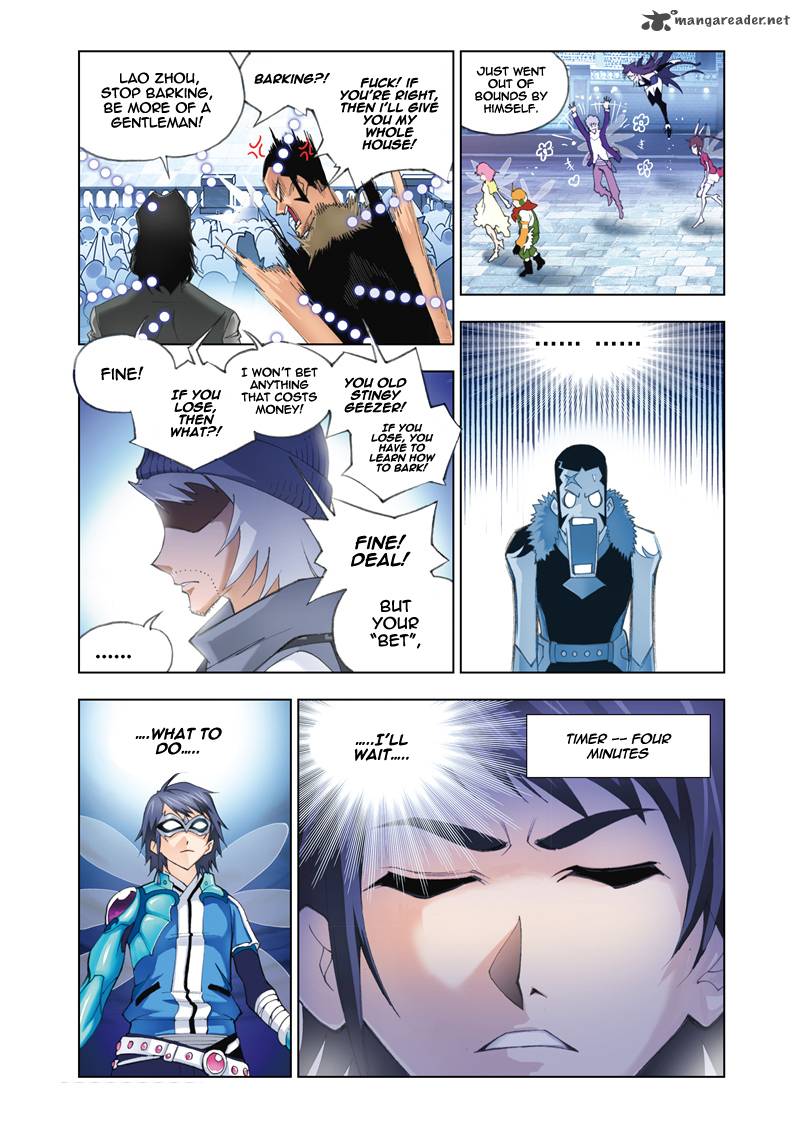 mangareader.net
LAO ZHOU,
STOP BARKING,
BE MORE OF A
GENTLEMAN!
BARKING?!
FUCK! IF
YOU'RE RIGHT,
THEN I'LL GIVE
YOU MY
WHOLE
HOUSE!
JUST WENT
OUT OF
BOUNDS BY
HIMSELF.
FINE!
IF YOU
LOSE,
THEN
WHAT?!
I WON'T BET
ANYTHING
THAT COSTS
MONEY!
YOU OLD
STINGY
GEEZER!
IF YOU
LOSE, YOU
HAVE TO
LEARN HOW
TO BARK!
FINE!
DEAL!
BUT
YOUR
"BET",
......
...... ......
....WHAT TO
DO.....
.....I'LL
WAIT.....
TIMER -- FOUR
MINUTES